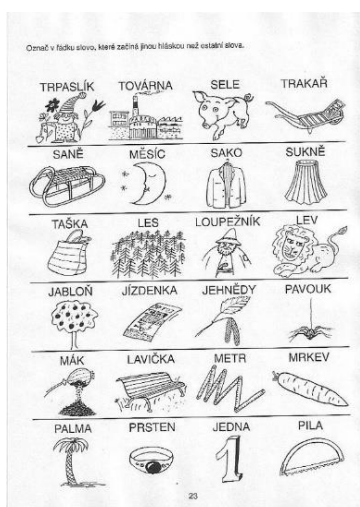 Označ v řádku slovo, které začíná jinou hláskou než ostatní slova.
TRPASLÍK TOVÁRNA SELE TRAKAŘ
SANĚ MĚSÍC SAKO SUKNĚ
TAŠKA LES LOUPEŽNÍK LEV
JABLOŇ JÍZDENKA JEHNĚDY PAVOUK
MÁK LAVIČKA METR MRKEV
PALMA PRSTEN JEDNA PILA
1
23